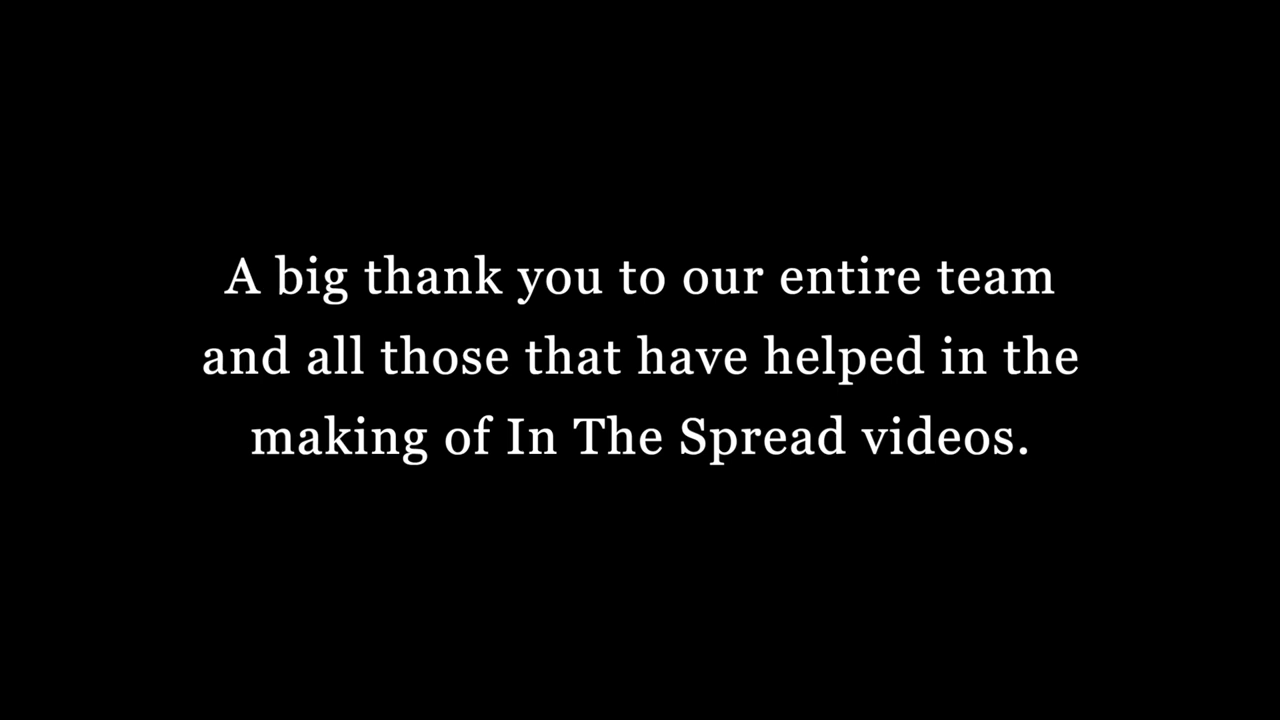 A big thank you to our entire team
and all those that have helped in the
making of In The Spread videos.